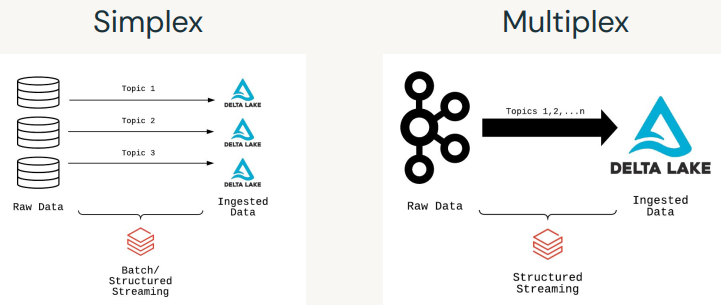 Simplex
Topic 1
DELTA LAKE
Topic 2
DELTA LAKE
Topic 3
DELTA LAKE
Raw Data
Ingested
Data
Batch/
Structured
Streaming
Multiplex
Topics 1,2,...n
DELTA LAKE
Raw Data
Ingested
Data
Structured
Streaming